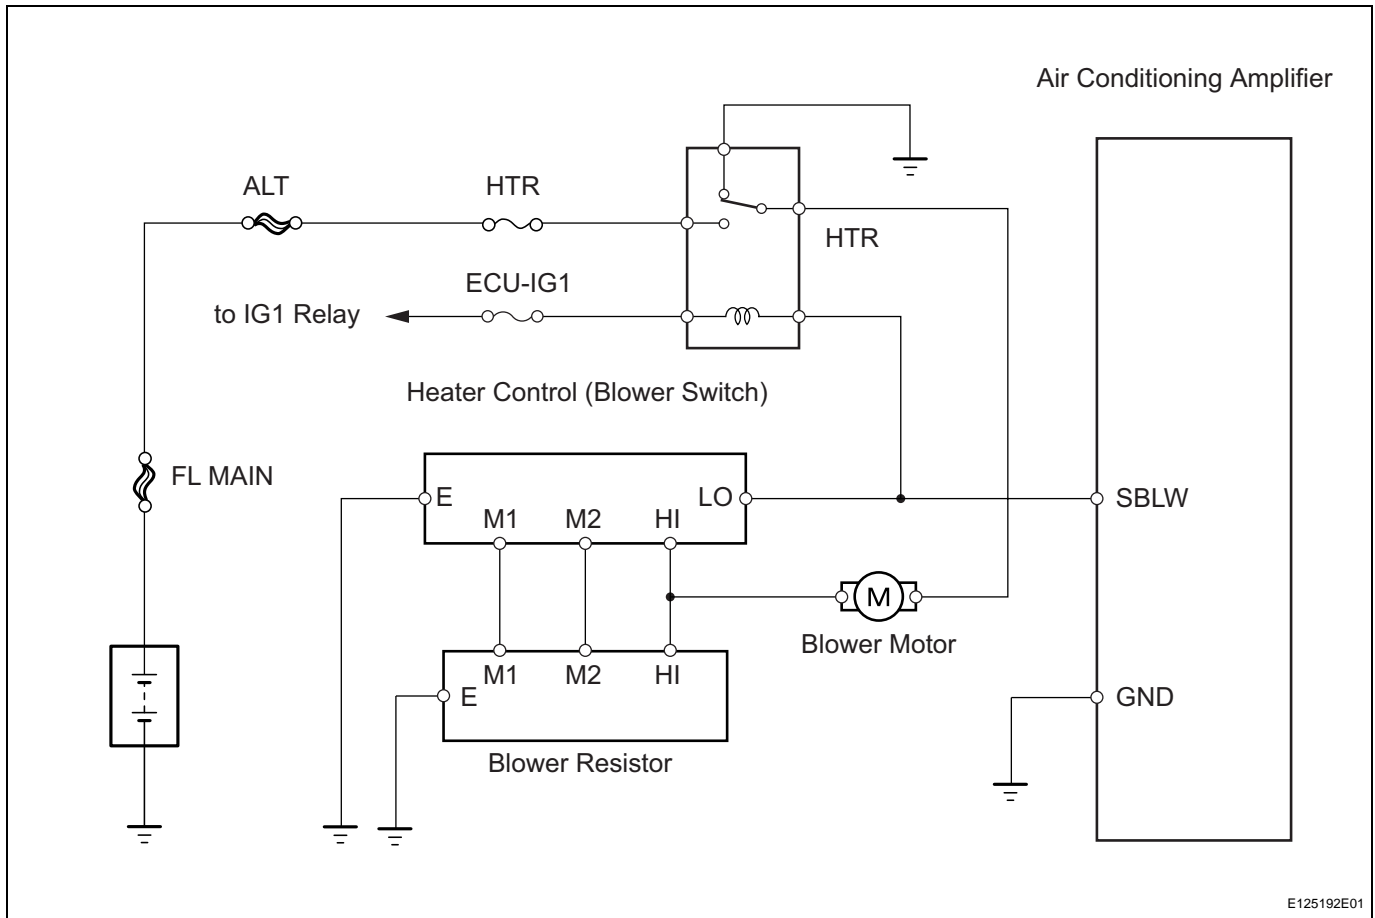 Air Conditioning Amplifier
ALT
HTR
HTR
ECU-IG1
to IG1 Relay
Heater Control (Blower Switch)
FL MAIN
E
LO
SBLW
M1
M2
HI
M
Blower Motor
M1
M2
HI
E
GND
Blower Resistor
E125192E01